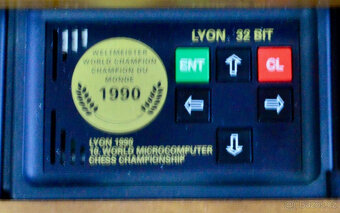 LYON 32 BIT
WELTMEISTER
WORLD CHAMPION
CHAMPION DU
MONDE
1990
ENT
CL
LYON 1990
10. WORLD MICROCOMPUTER
CHESS CHAMPIONSHIP